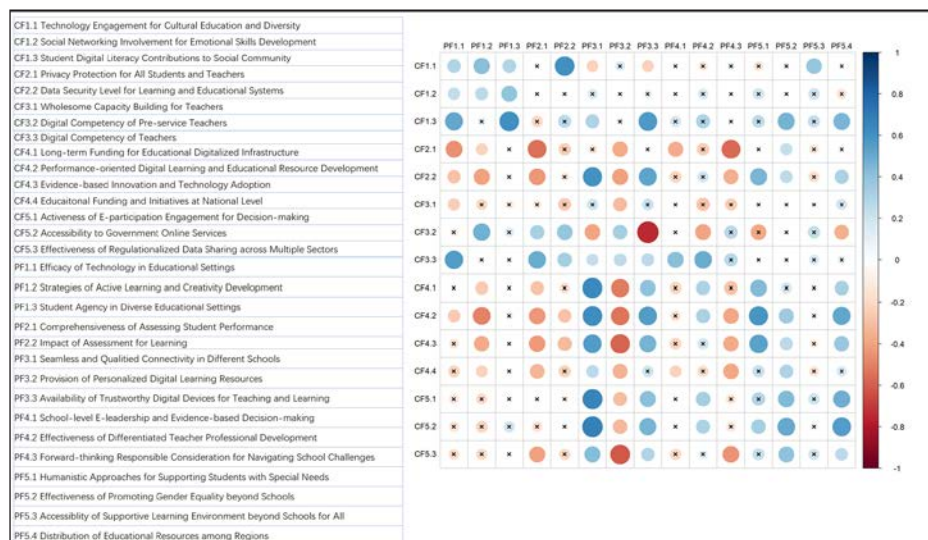 CF1.1 Technology Engagement for Cultural Education and Diversity
CF1.2 Social Networking Involvement for Emotional Skills Development
CF1.3 Student Digital Literacy Contributions to Social Community
CF2.1 Privacy Protection for All Students and Teachers
CF2.2 Data Security Level for Learning and Educational Systems
CF3.1 Wholesome Capacity Building for Teachers
CF3.2 Digital Competency of Pre-service Teachers
CF3.3 Digital Competency of Teachers
CF4.1 Long-term Funding for Educational Digitalized Infrastructure
CF4.2 Performance-oriented Digital Learning and Educational Resource Development
CF4.3 Evidence-based Innovation and Technology Adoption
CF4.4 Educaitonal Funding and Initiatives at National Level
CF5.1 Activeness of E-participation Engagement for Decision-making
CF5.2 Accessibility to Government Online Services
CF5.3 Effectiveness of Regulationalized Data Sharing across Multiple Sectors
PF1.1 Efficacy of Technology in Educational Settings
PF1.2 Strategies of Active Learning and Creativity Development
PF1.3 Student Agency in Diverse Educational Settings
PF2.1 Comprehensiveness of Assessing Student Performance
PF2.2 Impact of Assessment for Learning
PF3.1 Seamless and Qualitied Connectivity in Different Schools
PF3.2 Provision of Personalized Digital Learning Resources
PF3.3 Availability of Trustworthy Digital Devices for Teaching and Learning
PF4.1 School-level E-leadership and Evidence-based Decision-making
PF4.2 Effectiveness of Differentiated Teacher Professional Development
PF4.3 Forward-thinking Responsible Consideration for Navigating School Challenges
PF5.1 Humanistic Approaches for Supporting Students with Special Needs
PF5.2 Effectiveness of Promoting Gender Equality beyond Schools
PF5.3 Accessiblity of Supportive Learning Environment beyond Schools for All
PF5.4 Distribution of Educational Resources among Regions
PF1.1 PF1.2 PF1.3 PF2.1 PF2.2 PF3.1 PF3.2 PF3.3 PF4.1 PF4.2 PF4.3 PF5.1 PF5.2 PF5.3 PF5.4
CF1.1
CF1.2
CF1.3
CF2.1
CF2.2
CF3.1
CF3.2
CF3.3
CF4.1
CF4.2
CF4.3
CF4.4
CF5.1
CF5.2
CF5.3
1
0.8
0.6
0.4
0.2
0
-0.2
-0.4
-0.6
-0.8
-1